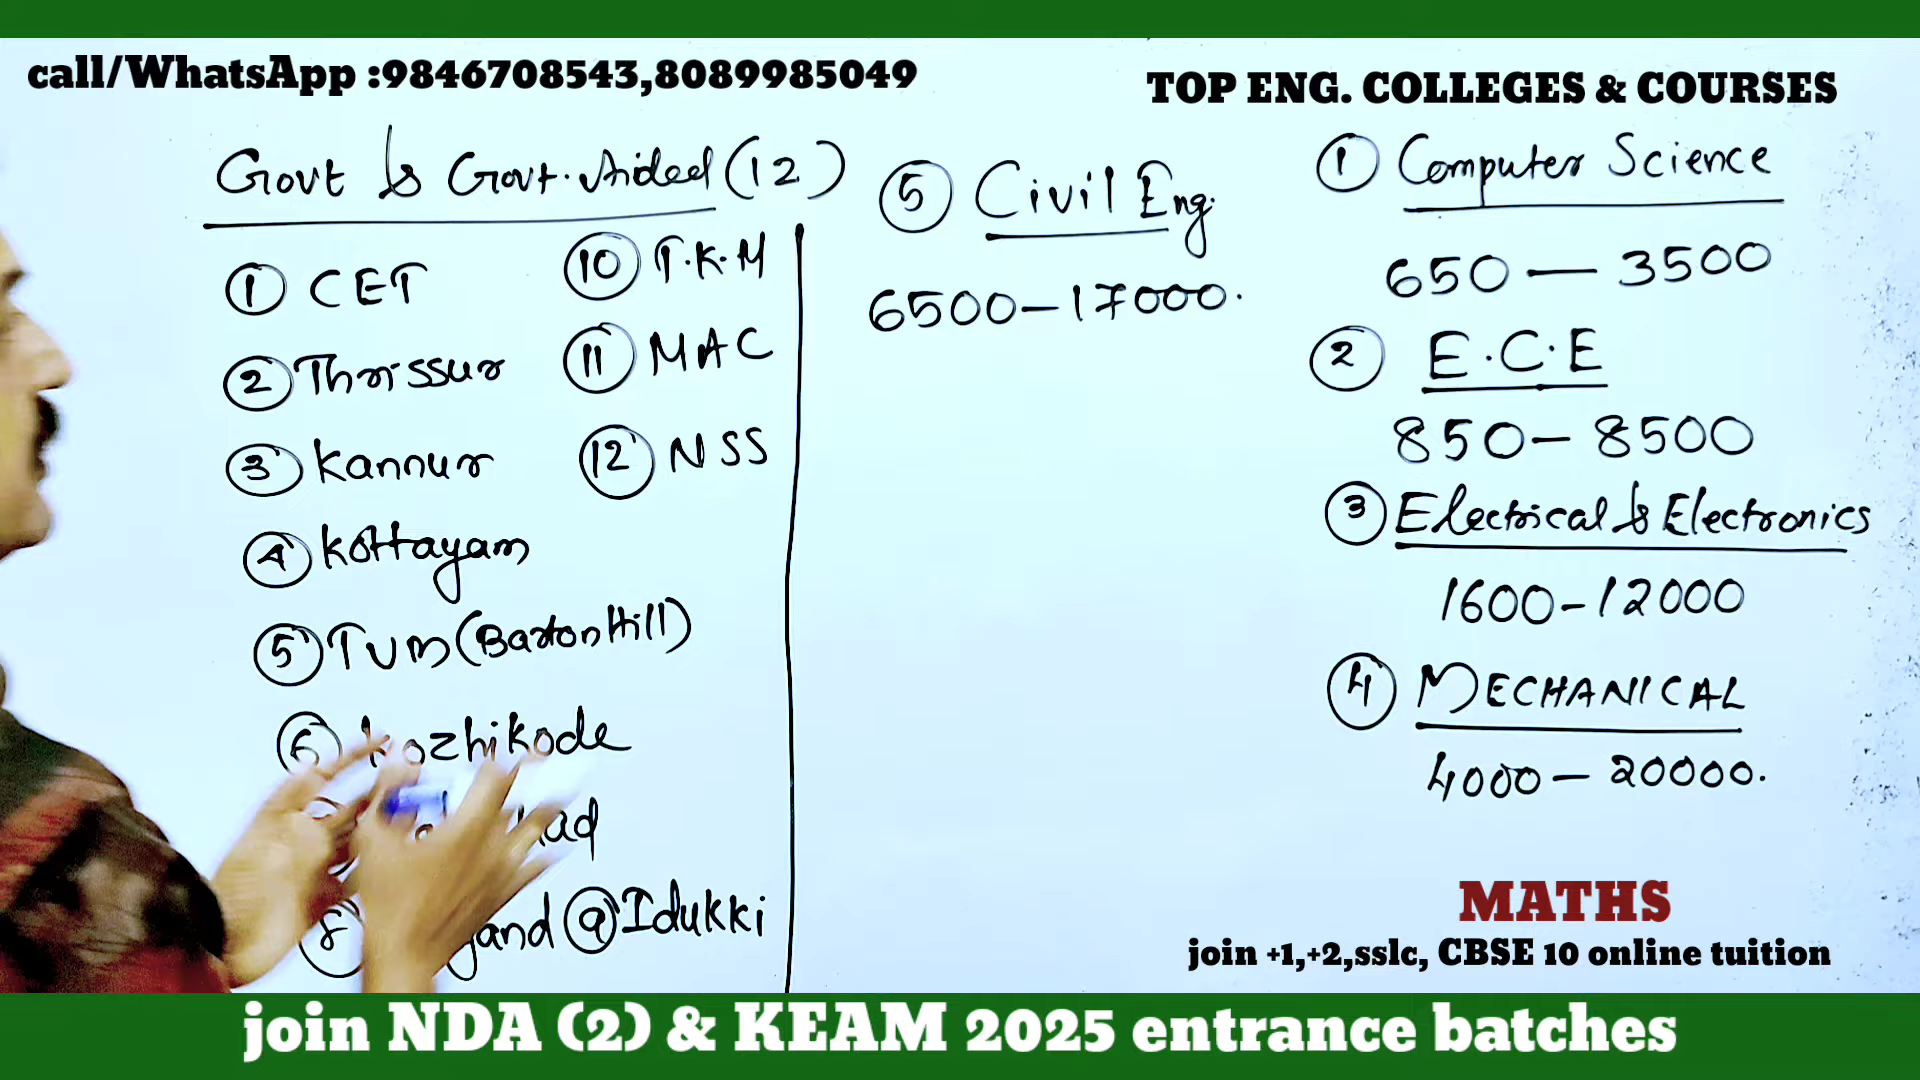 call/WhatsApp :9846708543,8089985049
TOP ENG. COLLEGES & COURSES
Govt & Govt. Aided (12)
① CET
② Thrissur
③ Kannur
④ Kottayam
⑤ Tvm (Barton Hill)
⑥ Kozhikode
⑧
⑨ Idukki
⑩ T.K.M
⑪ MAC
⑫ NSS
⑤ Civil Eng.
6500-17000.
① Computer Science
650 — 3500
② E.C.E
850 - 8500
③ Electrical & Electronics
1600-12000
④ MECHANICAL
4000 - 20000.
MATHS
join +1,+2,sslc, CBSE 10 online tuition
join NDA (2) & KEAM 2025 entrance batches